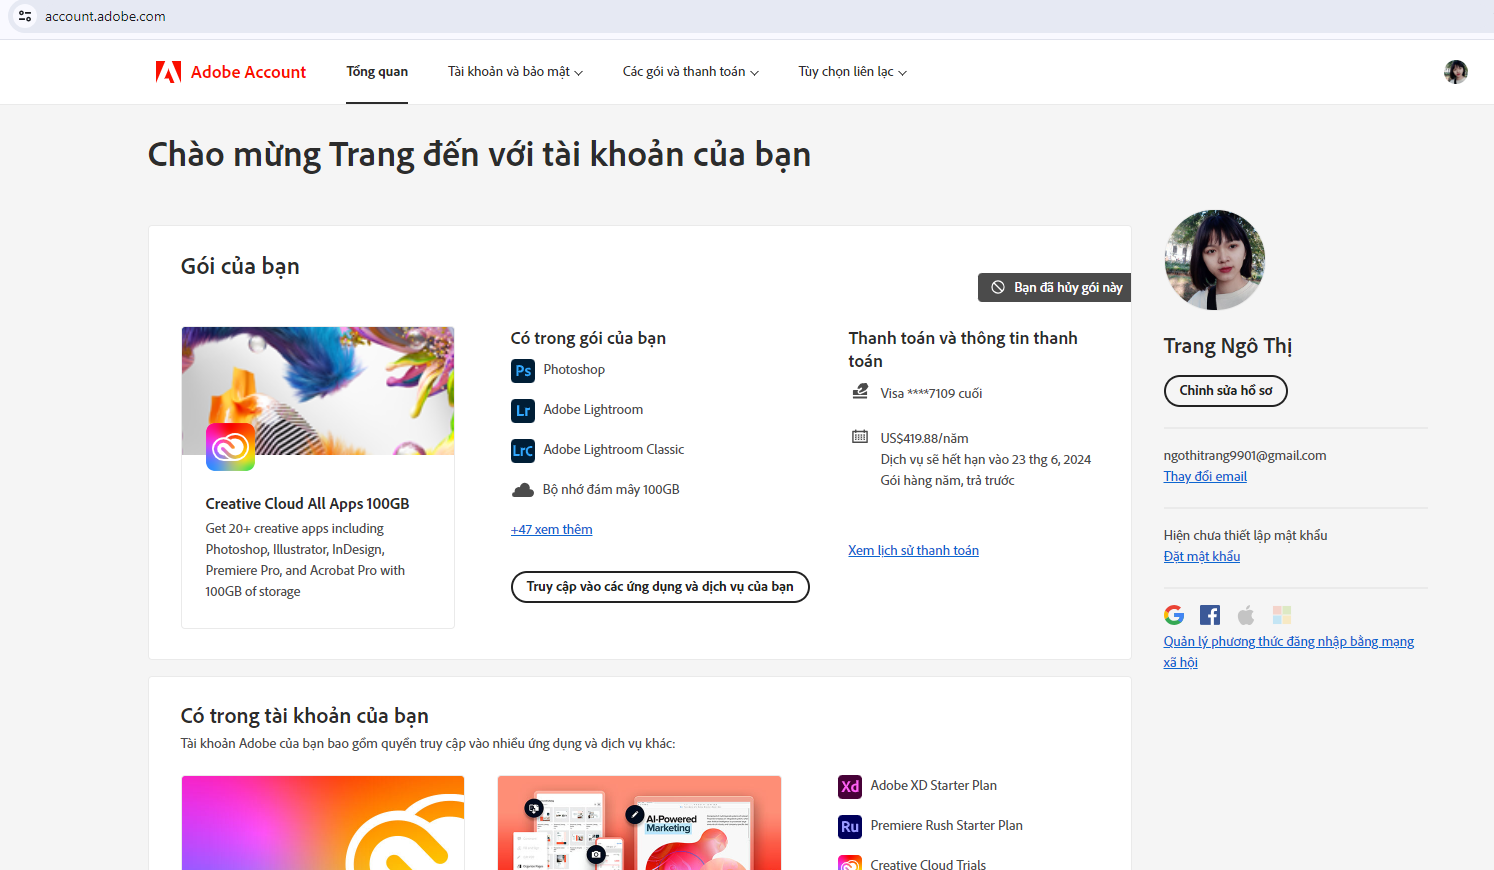 account.adobe.com
Adobe Account
Tổng quan
Tài khoản và bảo mật
Các gói và thanh toán
Tùy chọn liên lạc
Chào mừng Trang đến với tài khoản của bạn
Gói của bạn
Bạn đã hủy gói này
Creative Cloud All Apps 100GB
Get 20+ creative apps including
Photoshop, Illustrator, InDesign,
Premiere Pro, and Acrobat Pro with
100GB of storage
Có trong gói của bạn
Ps Photoshop
Lr Adobe Lightroom
LrC Adobe Lightroom Classic
Bộ nhớ đám mây 100GB
+47 xem thêm
Truy cập vào các ứng dụng và dịch vụ của bạn
Thanh toán và thông tin thanh
toán
Visa ****7109 cuối
US$419.88/năm
Dịch vụ sẽ hết hạn vào 23 thg 6, 2024
Gói hàng năm, trả trước
Xem lịch sử thanh toán
Trang Ngô Thị
Chỉnh sửa hồ sơ
ngothitrang9901@gmail.com
Thay đổi email
Hiện chưa thiết lập mật khẩu
Đặt mật khẩu
Quản lý phương thức đăng nhập bằng mạng
xã hội
Có trong tài khoản của bạn
Tài khoản Adobe của bạn bao gồm quyền truy cập vào nhiều ứng dụng và dịch vụ khác:
AI-Powered
Marketing
Xd Adobe XD Starter Plan
Ru Premiere Rush Starter Plan
Creative Cloud Trials